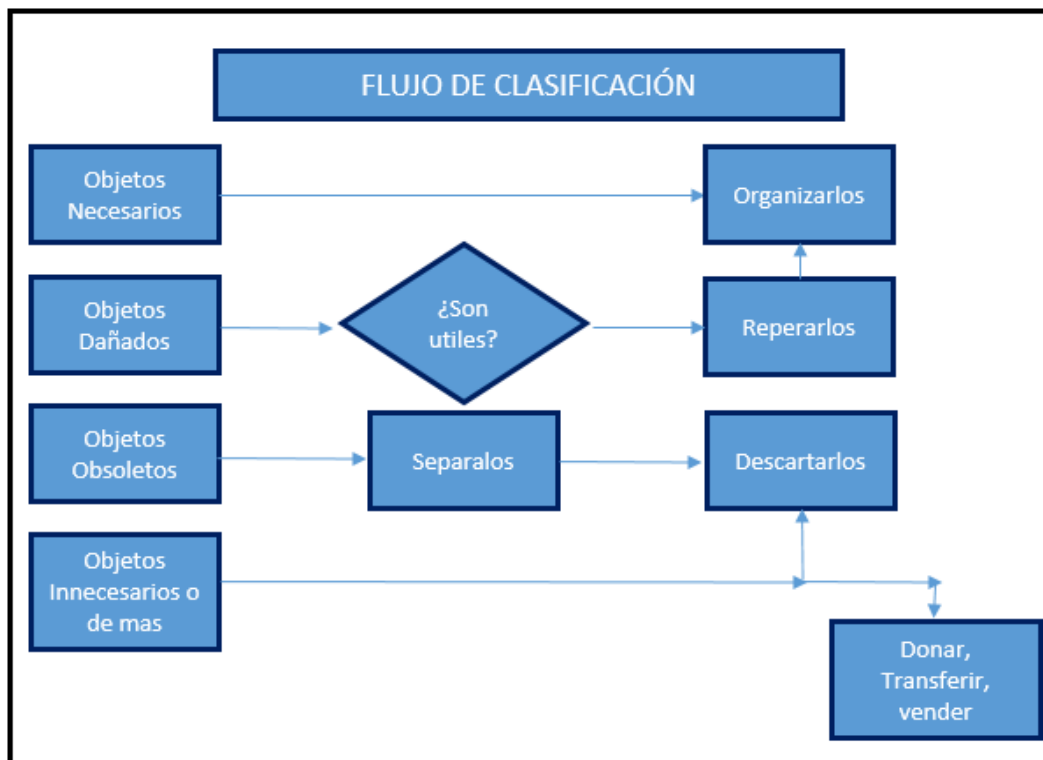 FLUJO DE CLASIFICACIÓN
Objetos
Necesarios
Organizarlos
Objetos
Dañados
¿Son
utiles?
Reperarlos
Objetos
Obsoletos
Separalos
Descartarlos
Objetos
Innecesarios o
de mas
Donar,
Transferir,
vender